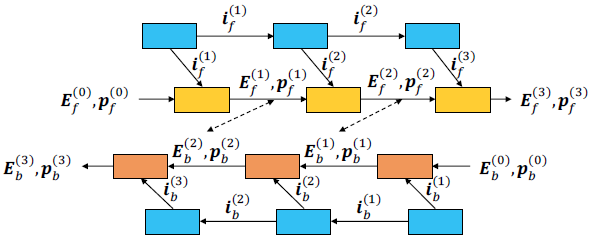 i_f^(1) i_f^(2)
i_f^(1) i_f^(2) i_f^(3)
E_f^(0), p_f^(0) E_f^(1), p_f^(1) E_f^(2), p_f^(2) E_f^(3), p_f^(3)
E_b^(3), p_b^(3) E_b^(2), p_b^(2) E_b^(1), p_b^(1) E_b^(0), p_b^(0)
i_b^(3) i_b^(2) i_b^(1)
i_b^(2) i_b^(1)